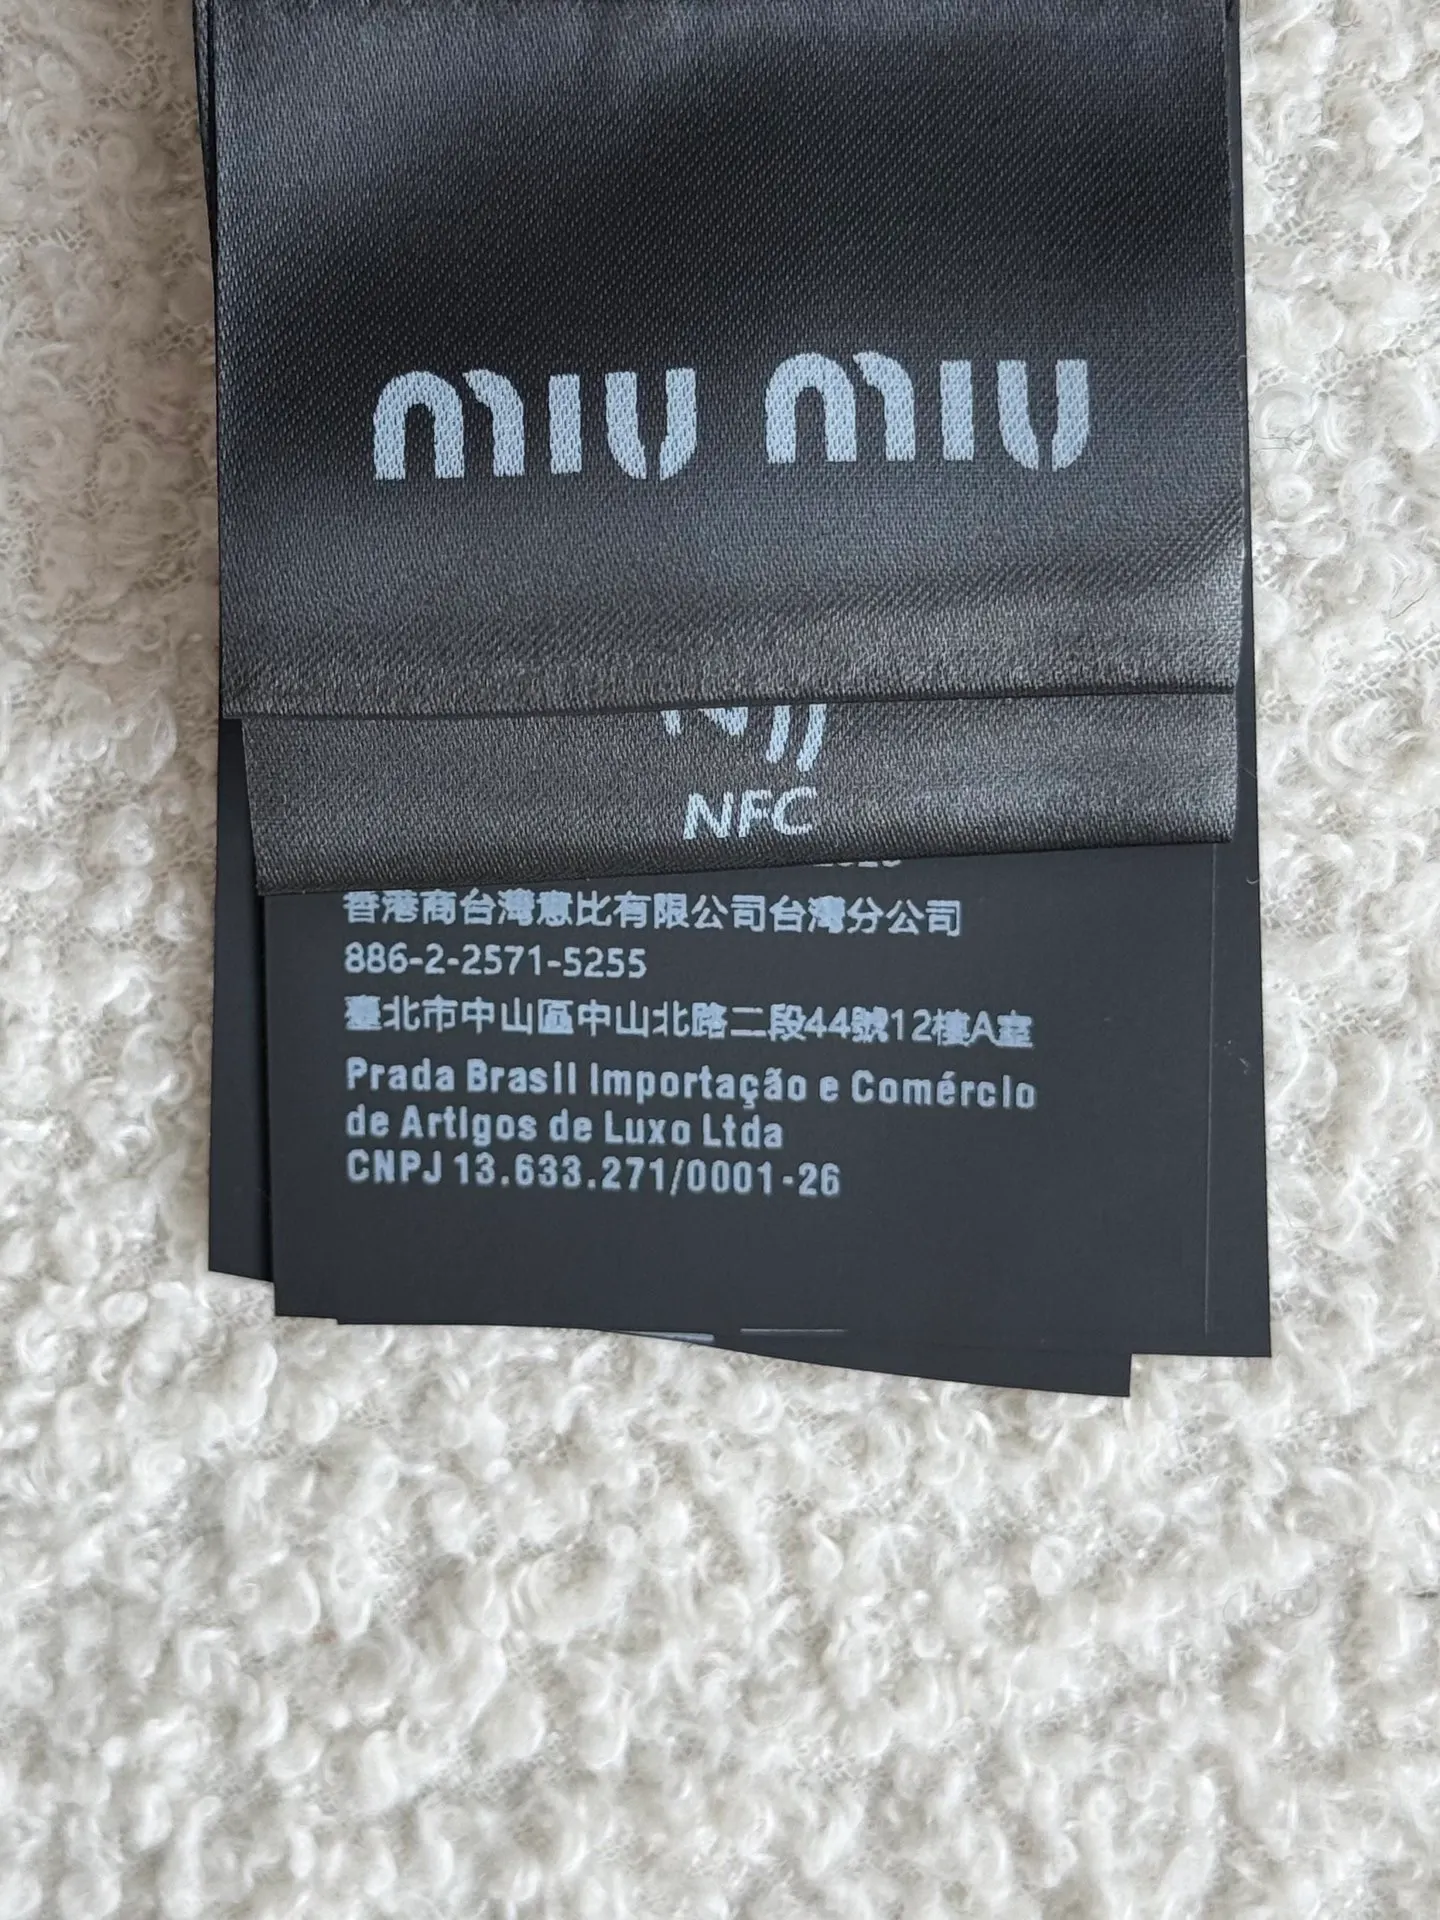 miu miu
NFC
香港商台灣意比有限公司台灣分公司
886-2-2571-5255
臺北市中山區中山北路二段44號12樓A室
Prada Brasil Importação e Comércio
de Artigos de Luxo Ltda
CNPJ 13.633.271/0001-26